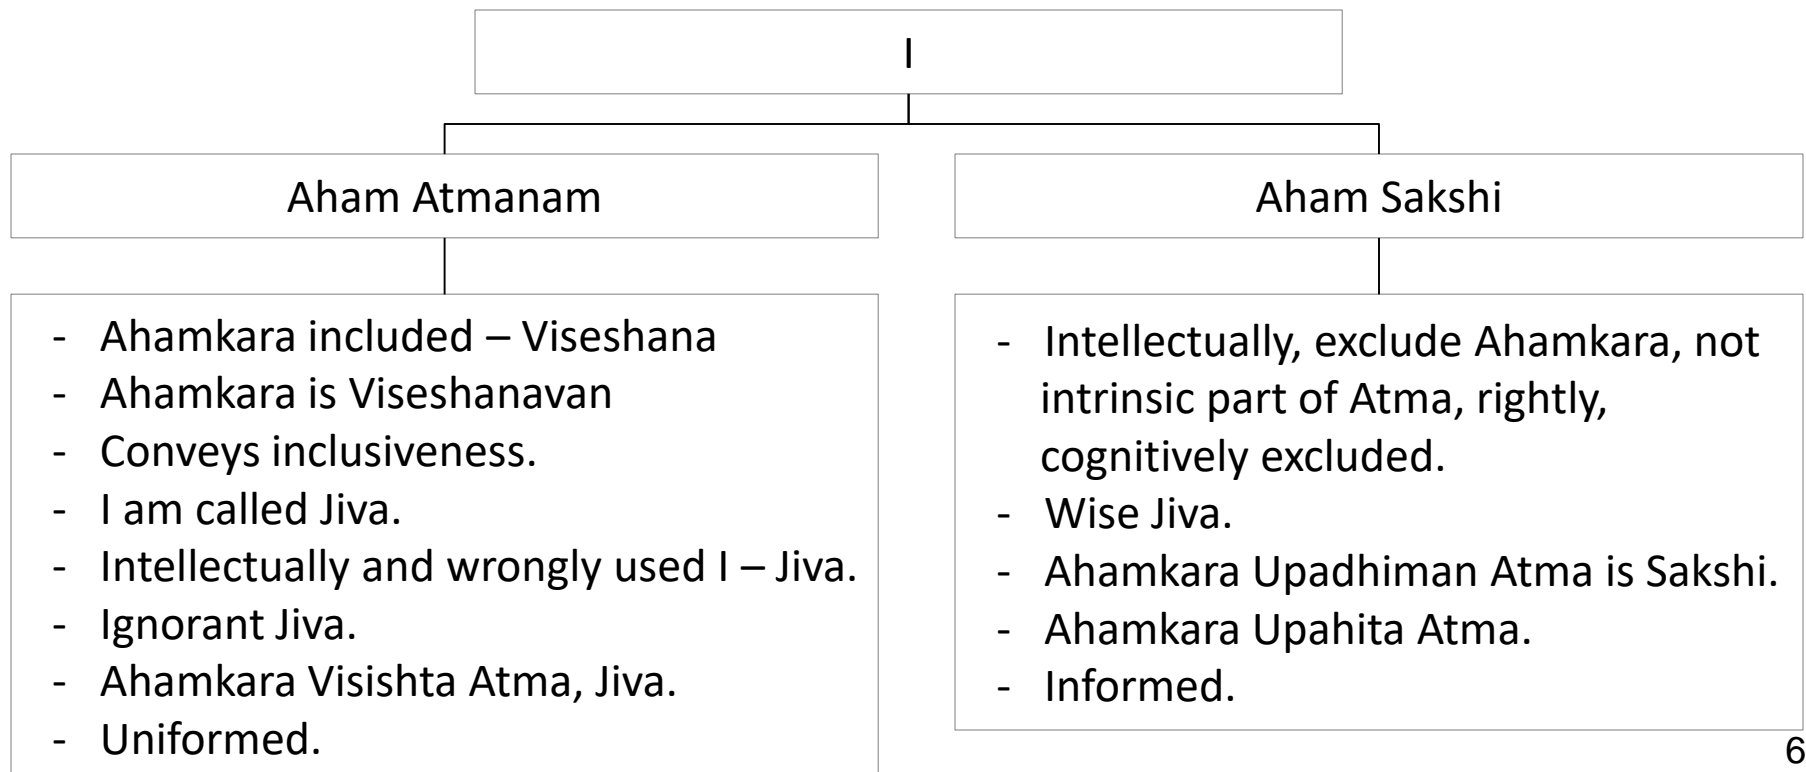 I
Aham Atmanam
- Ahamkara included – Viseshana
- Ahamkara is Viseshanavan
- Conveys inclusiveness.
- I am called Jiva.
- Intellectually and wrongly used I – Jiva.
- Ignorant Jiva.
- Ahamkara Visishta Atma, Jiva.
- Uniformed.
Aham Sakshi
- Intellectually, exclude Ahamkara, not
intrinsic part of Atma, rightly,
cognitively excluded.
- Wise Jiva.
- Ahamkara Upadhiman Atma is Sakshi.
- Ahamkara Upahita Atma.
- Informed.
6